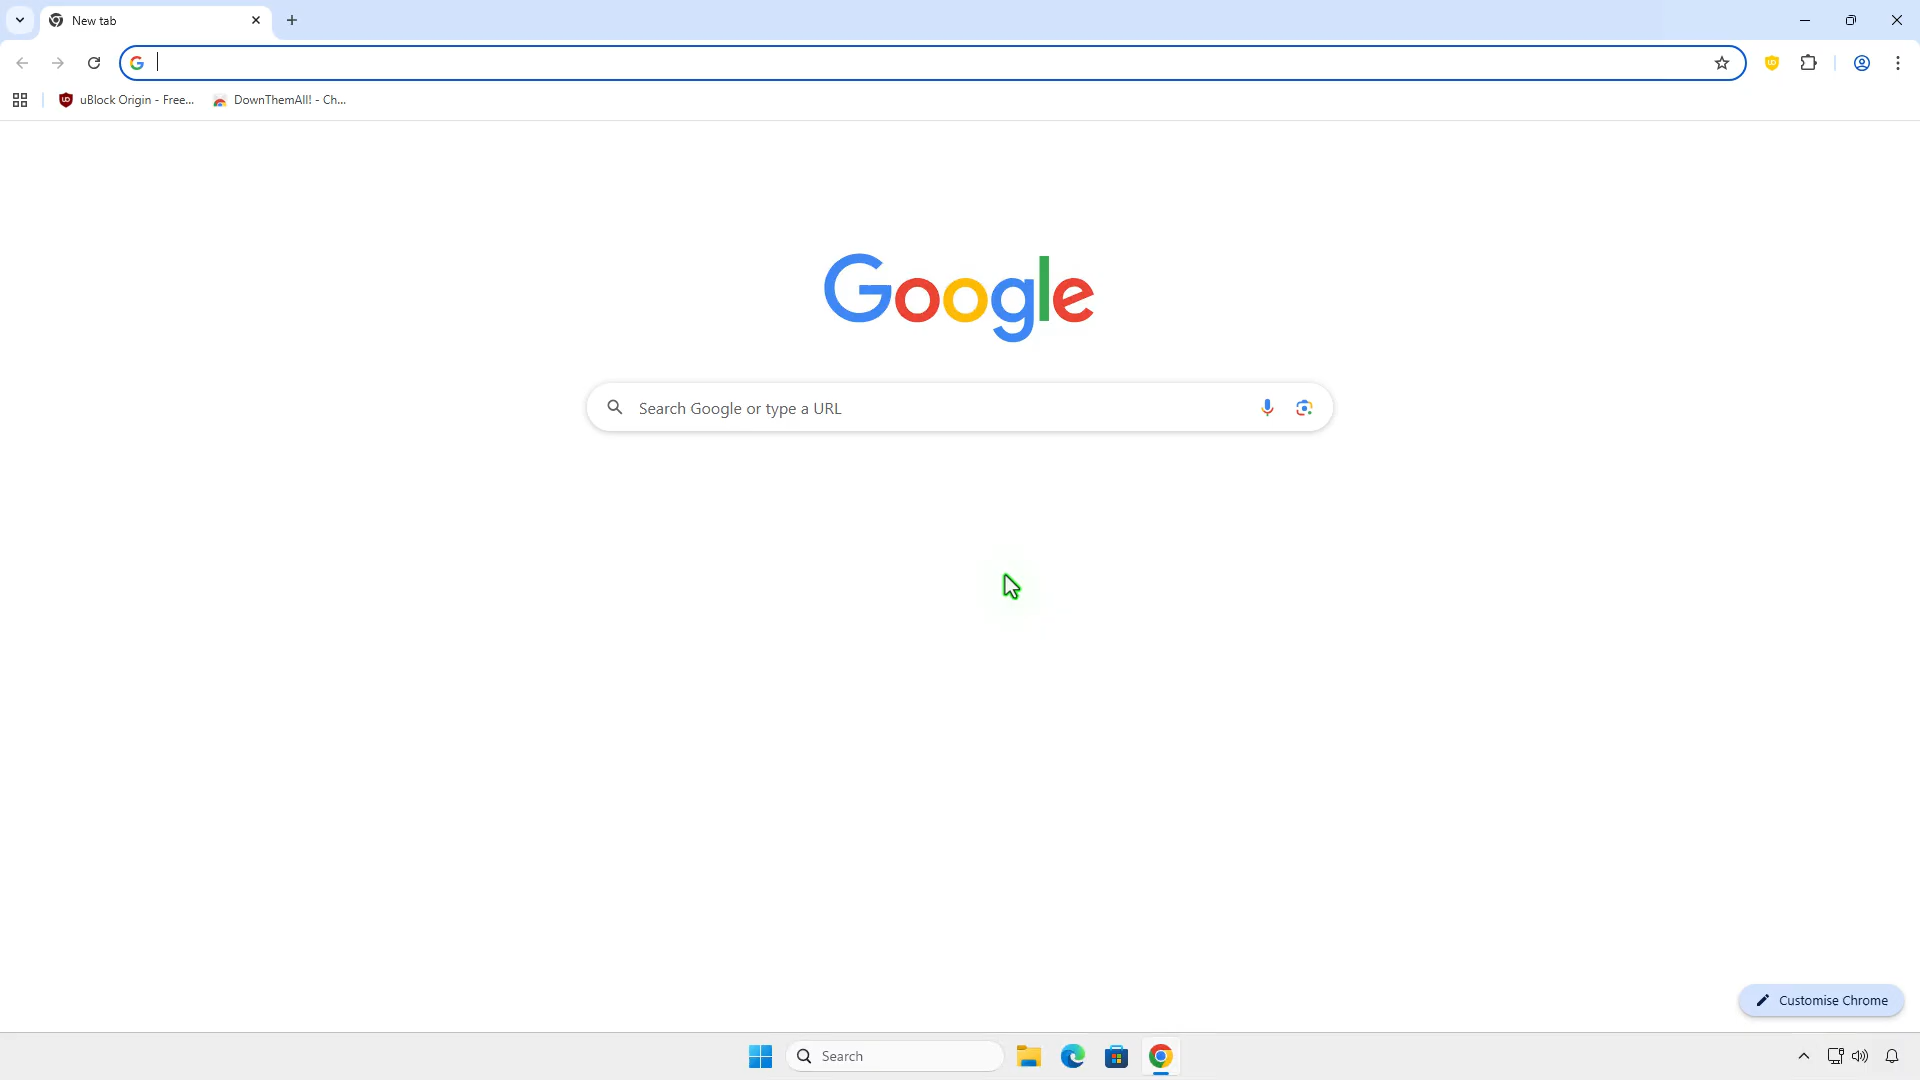 New tab
uBlock Origin - Free...
DownThemAll! - Ch...
Google
Search Google or type a URL
Customise Chrome
Search